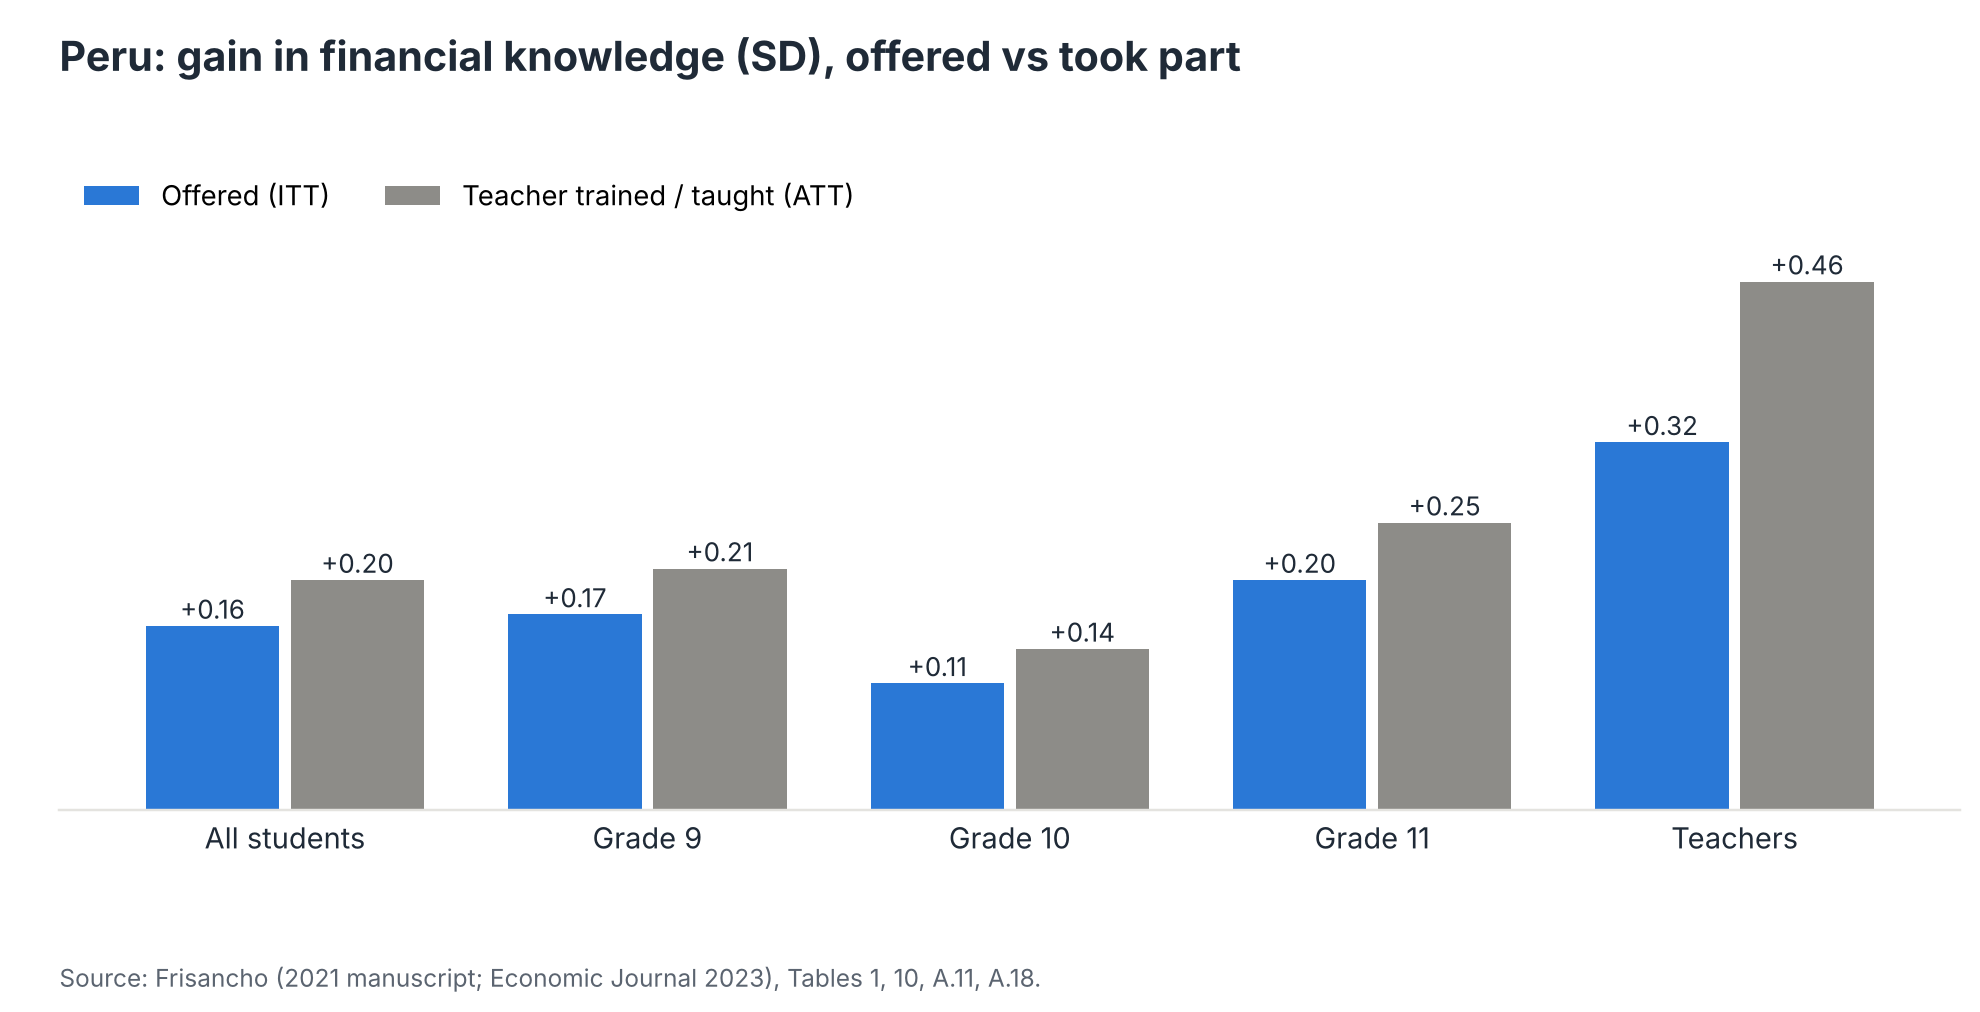 Peru: gain in financial knowledge (SD), offered vs took part
Offered (ITT)
Teacher trained / taught (ATT)
+0.16
+0.20
+0.17
+0.21
+0.11
+0.14
+0.20
+0.25
+0.32
+0.46
All students
Grade 9
Grade 10
Grade 11
Teachers
Source: Frisancho (2021 manuscript; Economic Journal 2023), Tables 1, 10, A.11, A.18.